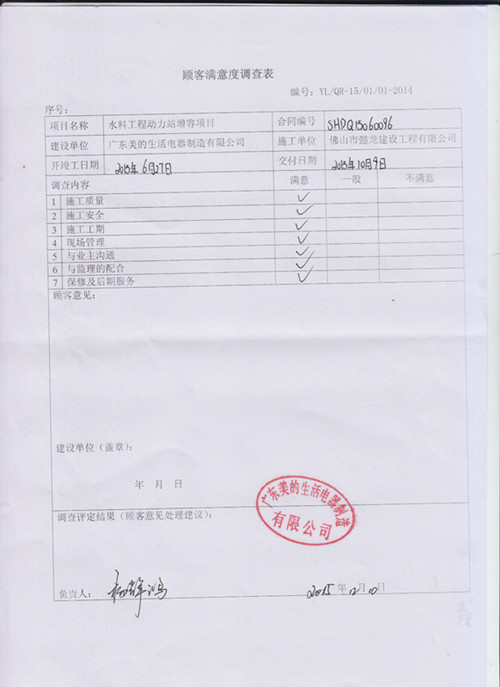 顾客满意度调查表
编号：YL/QR-15/01/01-2014
序号：
项目名称 水料工程动力站增容项目 合同编号 SHDQ15060096
建设单位 广东美的生活电器制造有限公司 施工单位 佛山市懿龙建设工程有限公司
开竣工日期 2015年6月27日 交付日期 2015年10月9日
调查内容 满意 一般 不满意
1 施工质量 ✓
2 施工安全 ✓
3 施工工期 ✓
4 现场管理 ✓
5 与业主沟通 ✓
6 与监理的配合 ✓
7 保修及后期服务 ✓
顾客意见：
建设单位（盖章）：
年 月 日
广东美的生活电器制造
有限公司
调查评定结果（顾客意见处理建议）：
负责人： 2015年12月10日